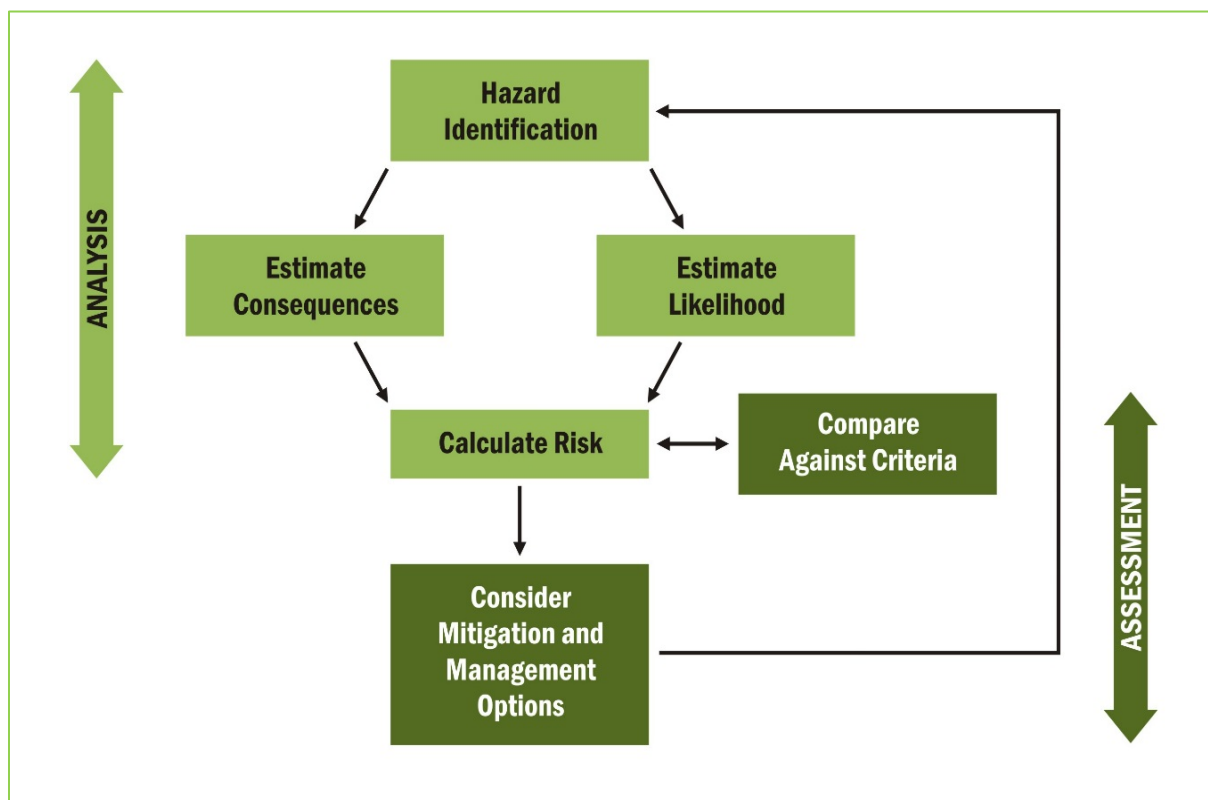 Hazard
Identification
ANALYSIS
Estimate
Consequences
Estimate
Likelihood
Calculate Risk
Compare
Against Criteria
Consider
Mitigation and
Management
Options
ASSESSMENT